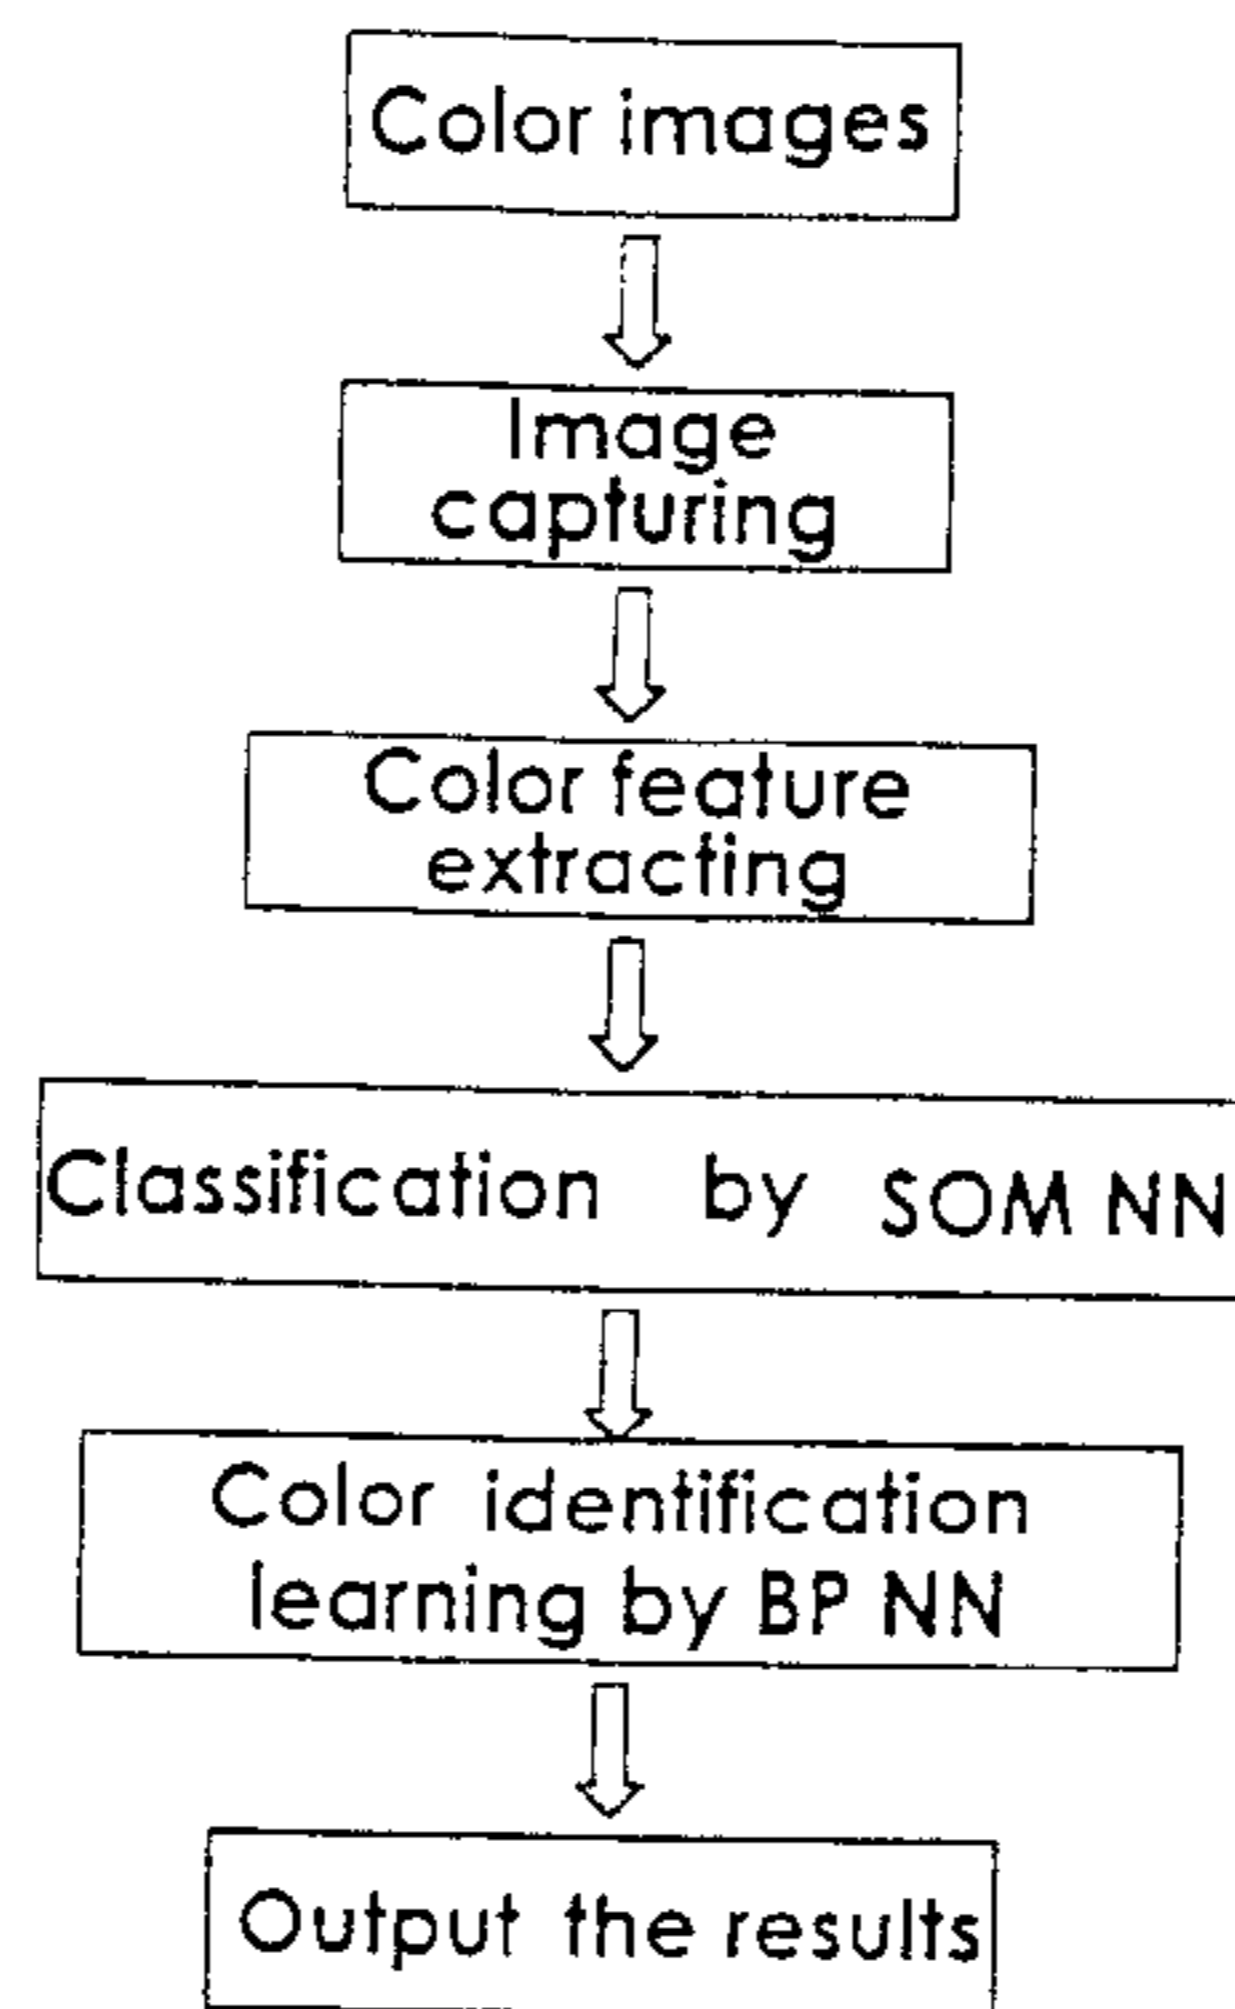 Color images
Image
capturing
Color feature
extracting
Classification by SOM NN
Color identification
learning by BP NN
Output the results